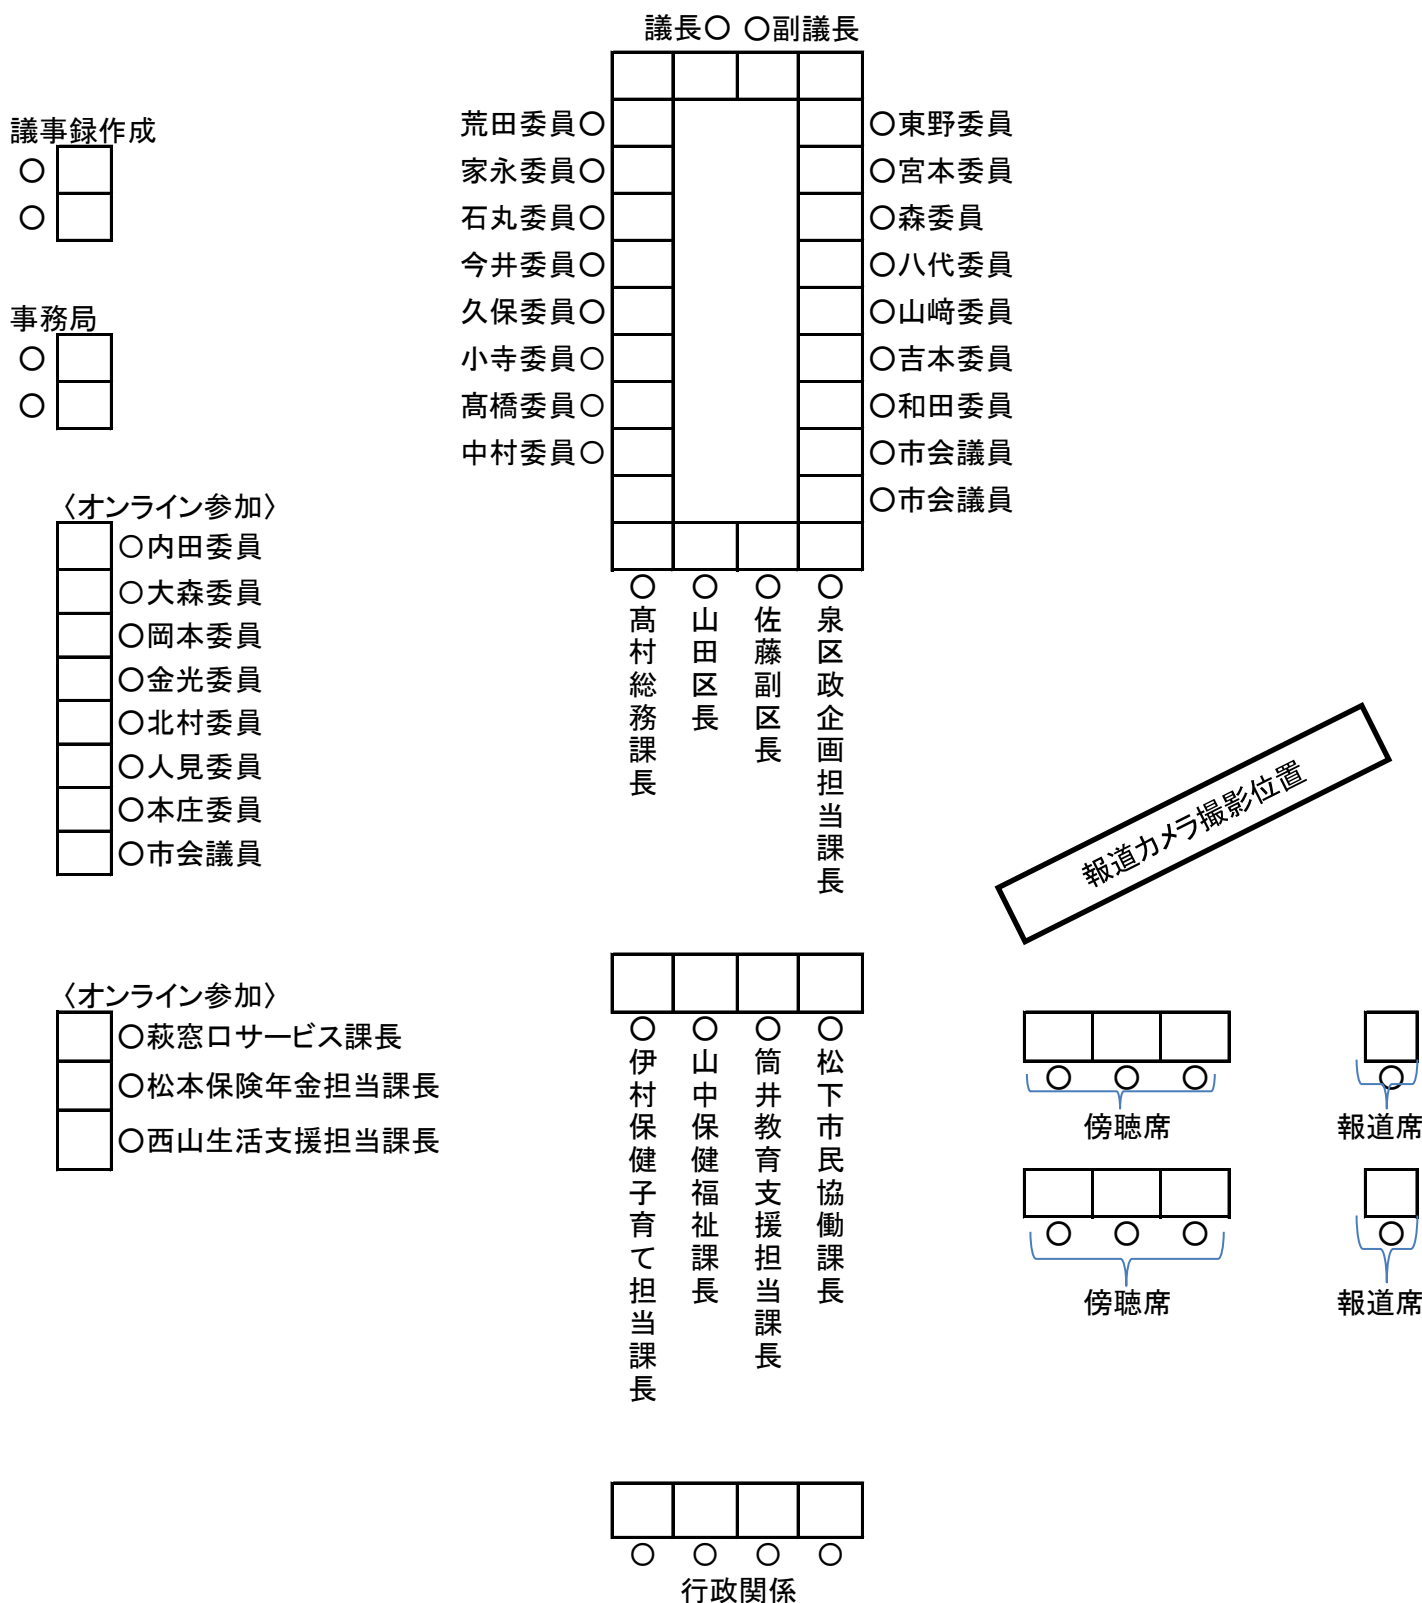 議長○ ○副議長
荒田委員○
家永委員○
石丸委員○
今井委員○
久保委員○
小寺委員○
髙橋委員○
中村委員○
○東野委員
○宮本委員
○森委員
○八代委員
○山﨑委員
○吉本委員
○和田委員
○市会議員
○市会議員
議事録作成
○
○
事務局
○
○
〈オンライン参加〉
○内田委員
○大森委員
○岡本委員
○金光委員
○北村委員
○人見委員
○本庄委員
○市会議員
○髙村総務課長
○山田区長
○佐藤副区長
○泉区政企画担当課長
報道カメラ撮影位置
〈オンライン参加〉
○萩窓口サービス課長
○松本保険年金担当課長
○西山生活支援担当課長
○伊村保健子育て担当課長
○山中保健福祉課長
○筒井教育支援担当課長
○松下市民協働課長
○ ○ ○
傍聴席
○
報道席
○ ○ ○
傍聴席
○
報道席
○ ○ ○ ○
行政関係